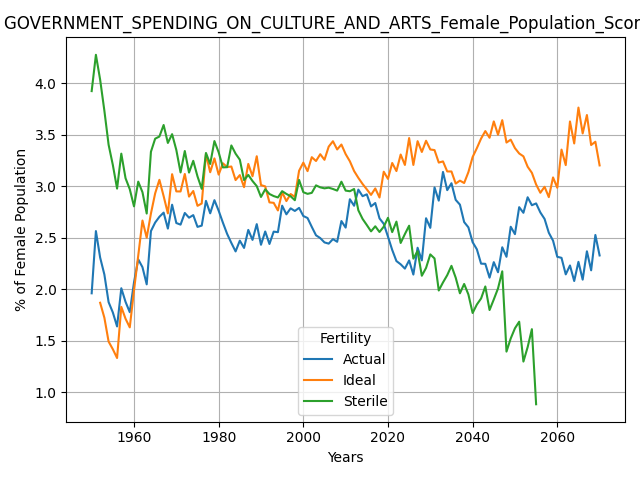 GOVERNMENT_SPENDING_ON_CULTURE_AND_ARTS_Female_Population_Scor
4.0
3.5
3.0
2.5
2.0
1.5
1.0
% of Female Population
Fertility
Actual
Ideal
Sterile
1960
1980
2000
2020
2040
2060
Years